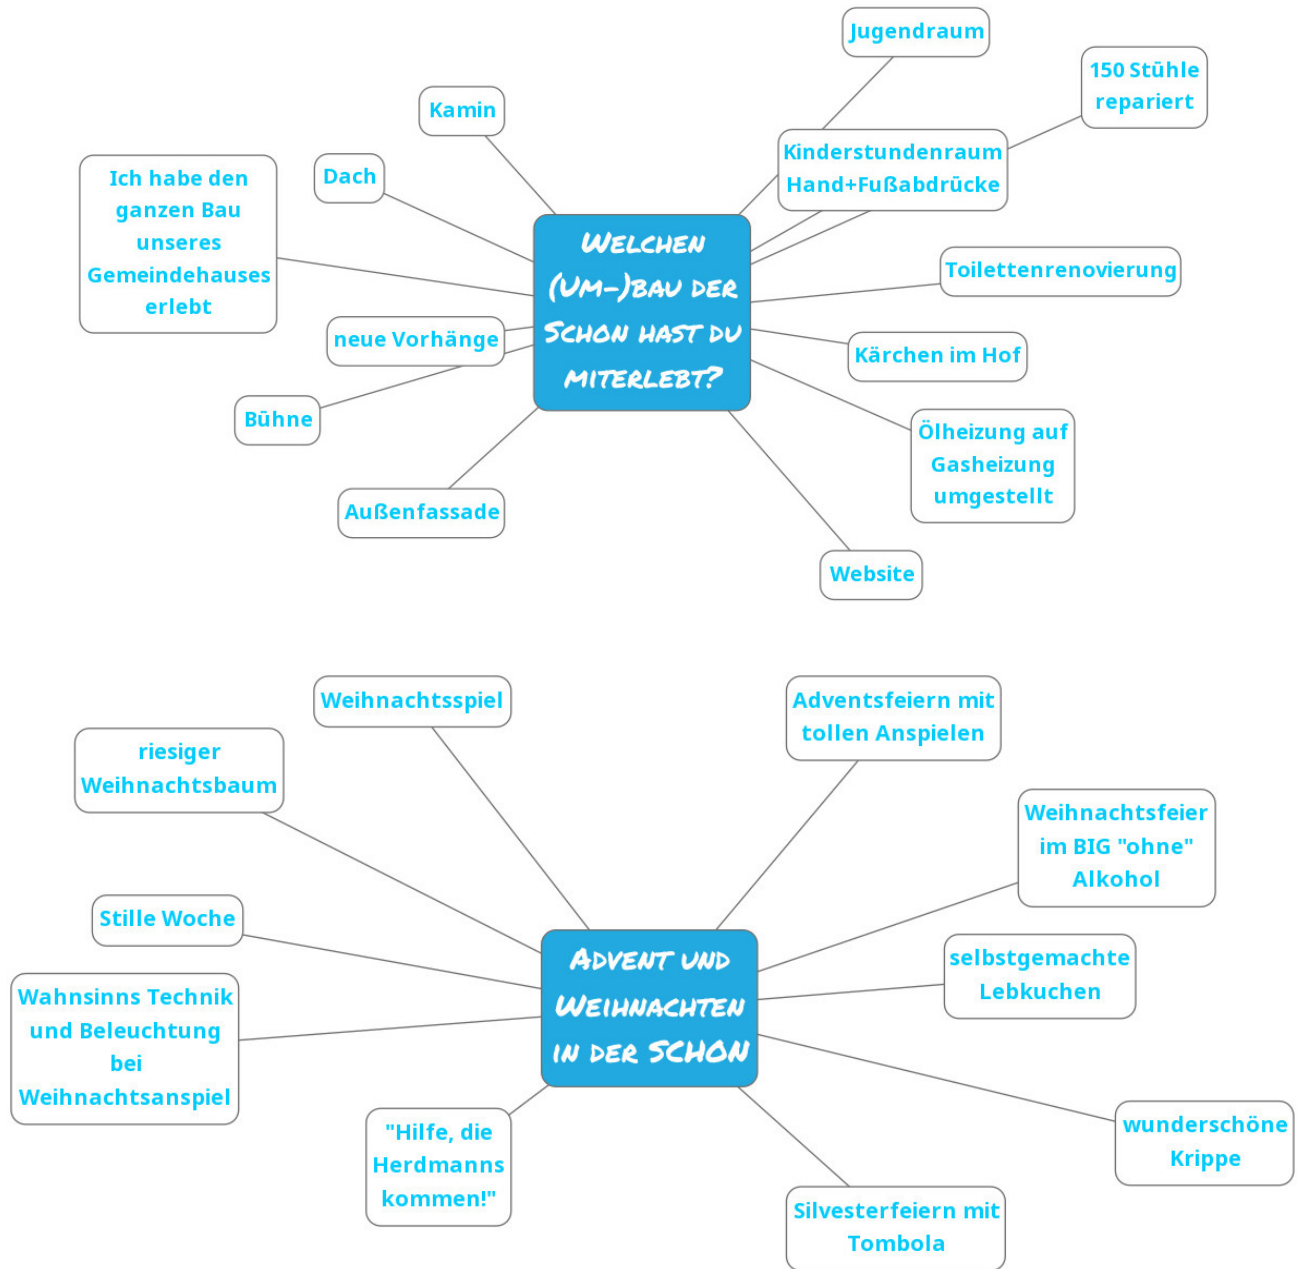 Jugendraum
150 Stühle
repariert
Kamin
Kinderstundenraum
Hand+Fußabdrücke
Dach
Ich habe den
ganzen Bau
unseres
Gemeindehauses
erlebt
Welchen
(Um-)bau der
Schon hast du
miterlebt?
Toilettenrenovierung
neue Vorhänge
Kärchen im Hof
Bühne
Ölheizung auf
Gasheizung
umgestellt
Außenfassade
Website
Weihnachtsspiel
Adventsfeiern mit
tollen Anspielen
riesiger
Weihnachtsbaum
Weihnachtsfeier
im BIG "ohne"
Alkohol
Stille Woche
Advent und
Weihnachten
in der SCHON
selbstgemachte
Lebkuchen
Wahnsinns Technik
und Beleuchtung
bei
Weihnachtsanspiel
"Hilfe, die
Herdmanns
kommen!"
wunderschöne
Krippe
Silvesterfeiern mit
Tombola